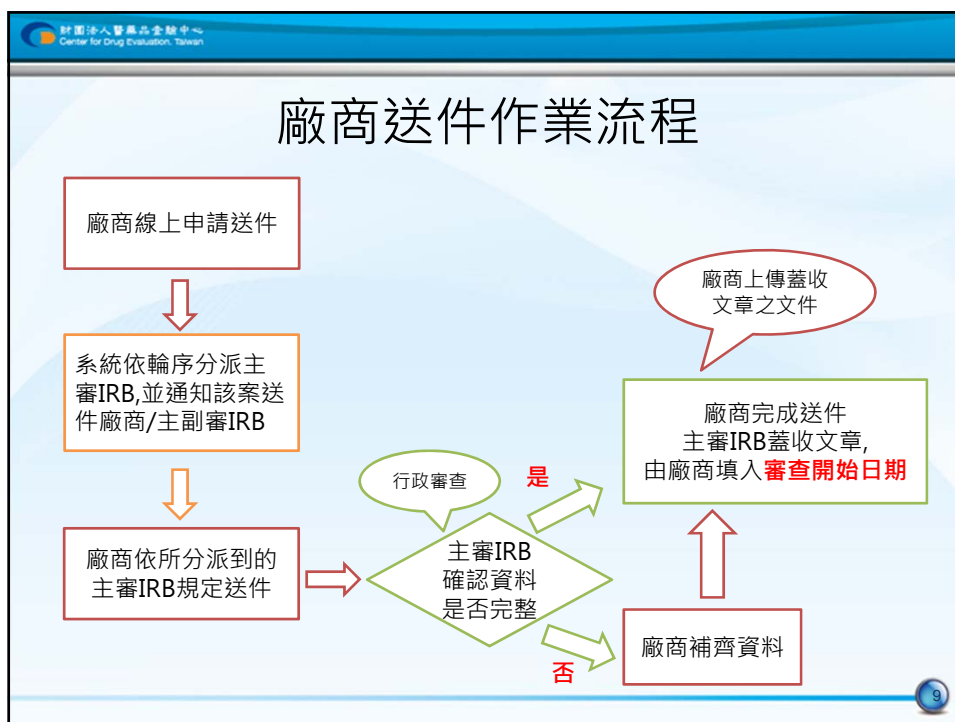 財團法人醫藥品查驗中心
Center for Drug Evaluation, Taiwan
廠商送件作業流程
廠商線上申請送件
系統依輪序分派主
審IRB,並通知該案送
件廠商/主副審IRB
廠商依所分派到的
主審IRB規定送件
行政審查
主審IRB
確認資料
是否完整
是
否
廠商補齊資料
廠商上傳蓋收
文章之文件
廠商完成送件
主審IRB蓋收文章,
由廠商填入審查開始日期
9